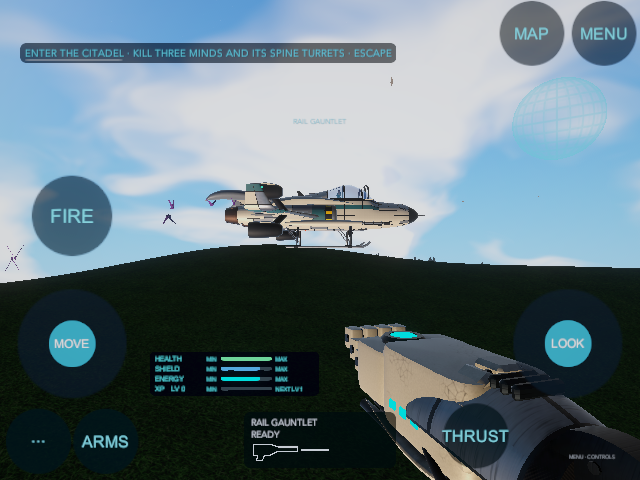 MAP
MENU
ENTER THE CITADEL · KILL THREE MINDS AND ITS SPINE TURRETS · ESCAPE
RAIL GAUNTLET
FIRE
MOVE
LOOK
HEALTH MIN MAX
SHIELD MIN MAX
ENERGY MIN MAX
XP LV 0 MIN NEXT LV 1
RAIL GAUNTLET
READY
...
ARMS
THRUST
MENU · CONTROLS